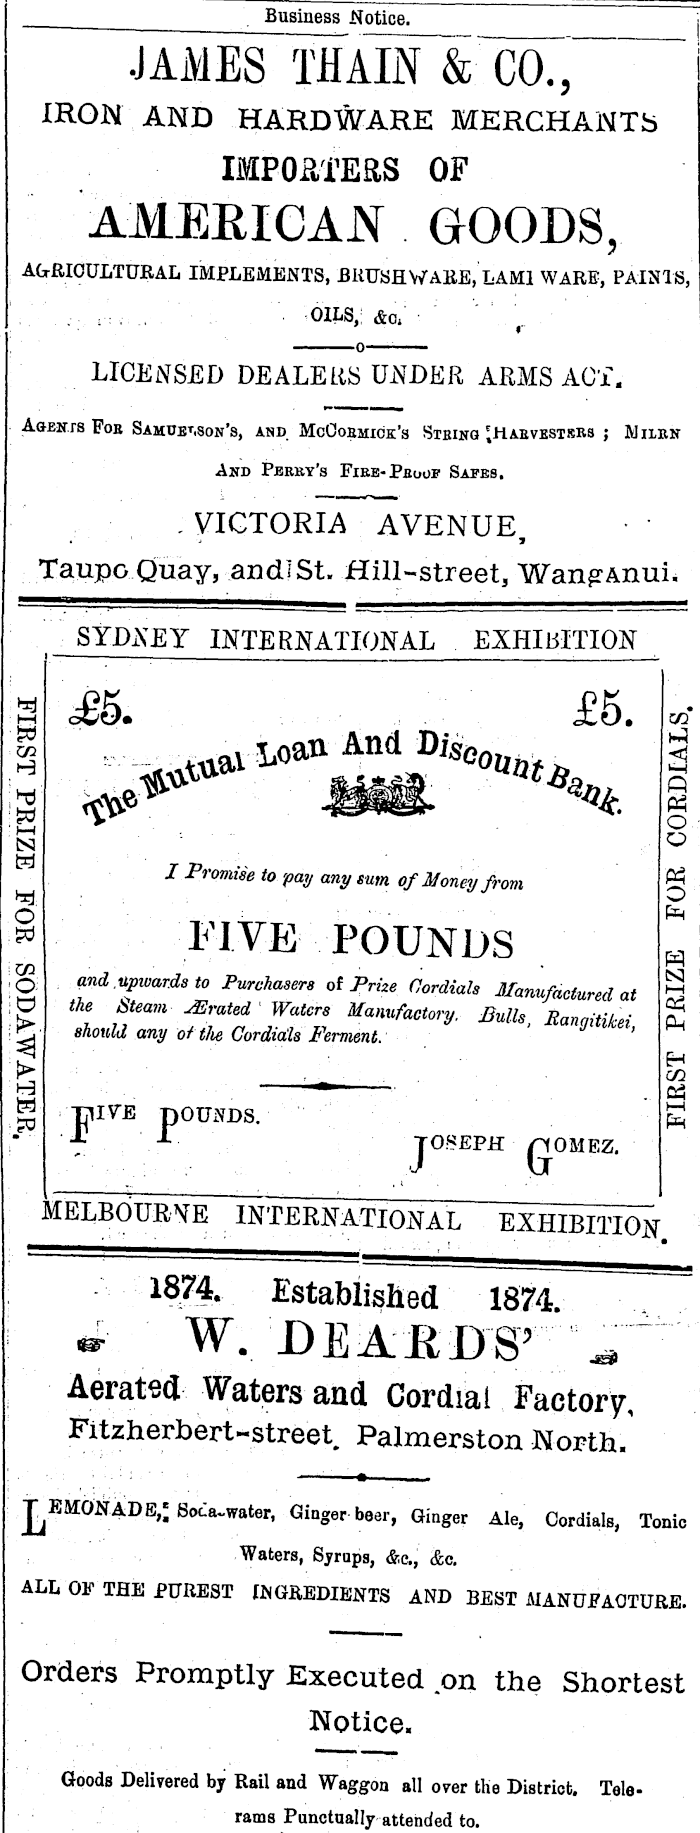 Business Notice.
JAMES THAIN & CO.,
IRON AND HARDWARE MERCHANTS
IMPORTERS OF
AMERICAN GOODS,
AGRICULTURAL IMPLEMENTS, BRUSHWARE, LAMP WARE, PAINTS,
OILS, &c.
LICENSED DEALERS UNDER ARMS ACT.
AGENTS FOR SAMUELSON'S, AND McCORMICK'S STRING HARVESTERS ; MILEN
AND PERRY'S FIRE-PROOF SAFES.
VICTORIA AVENUE,
Taupo Quay, and St. Hill-street, Wanganui.
SYDNEY INTERNATIONAL EXHIBITION
FIRST PRIZE FOR SODAWATER.
£5. £5.
The Mutual Loan And Discount Bank.
I Promise to pay any sum of Money from
FIVE POUNDS
and upwards to Purchasers of Prize Cordials Manufactured at
the Steam Ærated Waters Manufactory, Bulls, Rangitikei,
should any of the Cordials Ferment.
FIVE POUNDS.
JOSEPH GOMEZ.
FIRST PRIZE FOR CORDIALS.
MELBOURNE INTERNATIONAL EXHIBITION.
1874. Established 1874.
W. DEARDS'
Aerated Waters and Cordial Factory,
Fitzherbert-street, Palmerston North.
LEMONADE, Soda-water, Ginger beer, Ginger Ale, Cordials, Tonic
Waters, Syrups, &c., &c.
ALL OF THE PUREST INGREDIENTS AND BEST MANUFACTURE.
Orders Promptly Executed on the Shortest
Notice.
Goods Delivered by Rail and Waggon all over the District. Tele-
rams Punctually attended to.